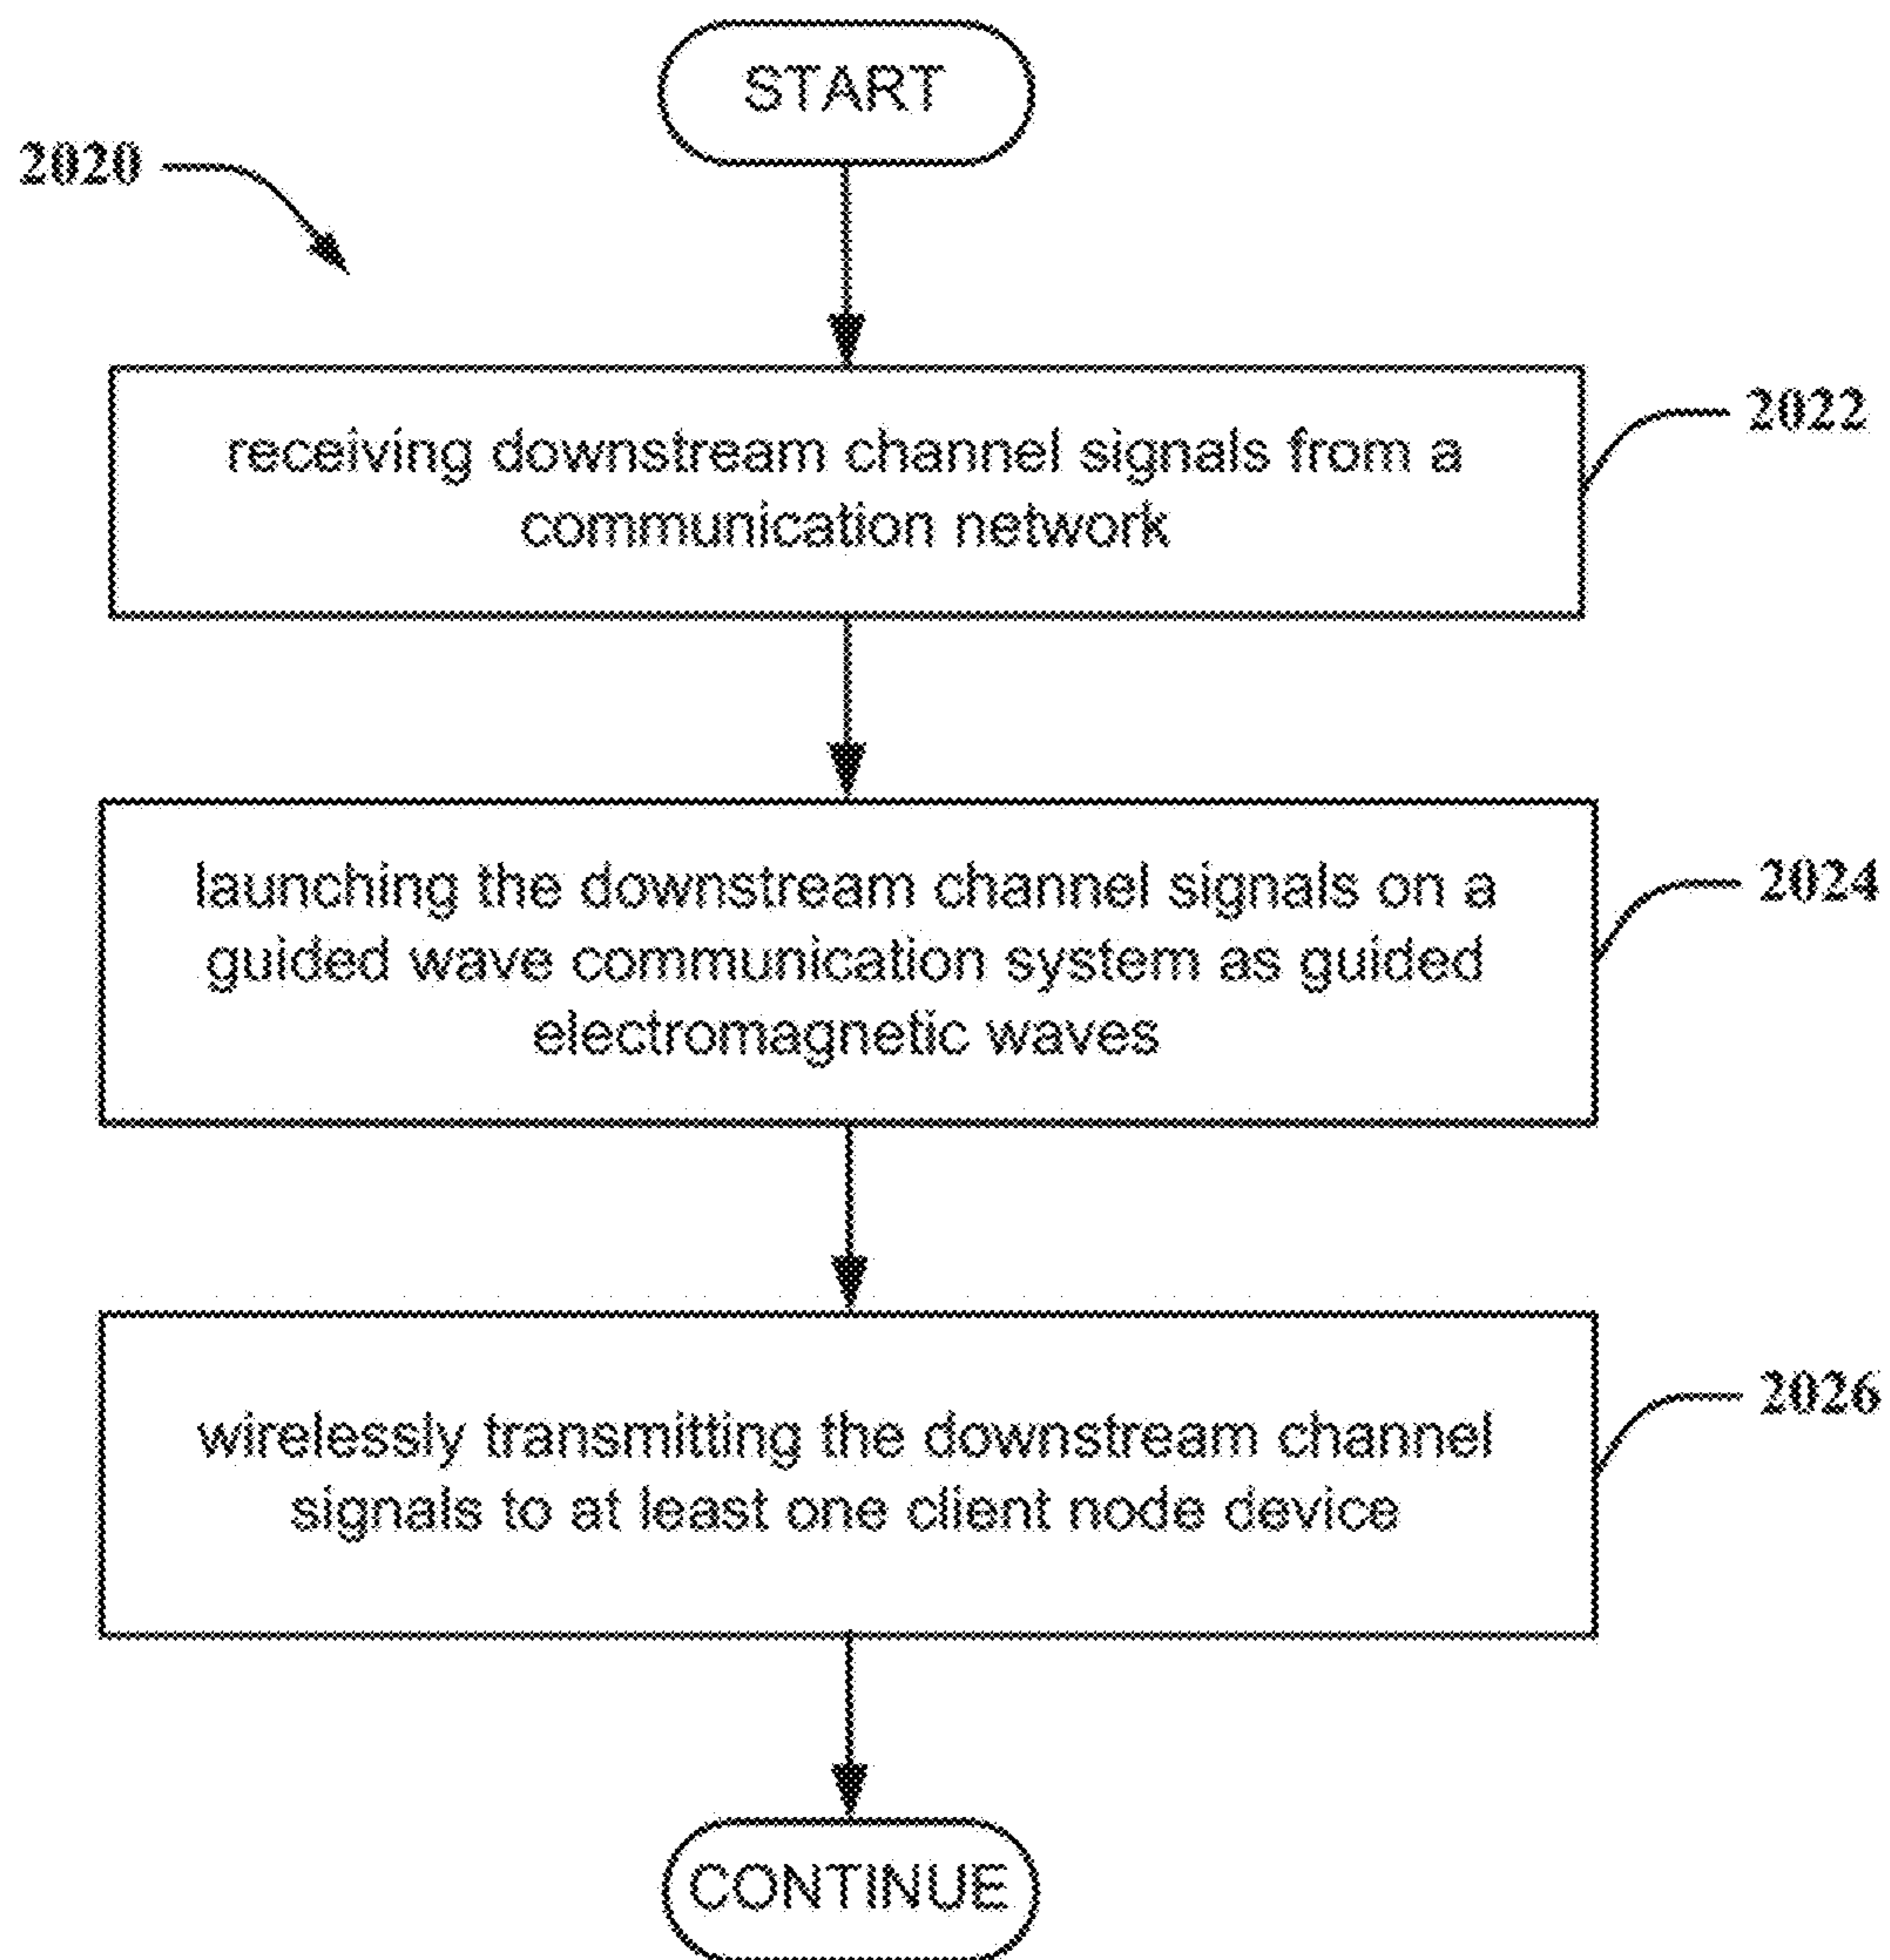 START
2020
receiving downstream channel signals from a
communication network
2022
launching the downstream channel signals on a
guided wave communication system as guided
electromagnetic waves
2024
wirelessly transmitting the downstream channel
signals to at least one client node device
2026
CONTINUE